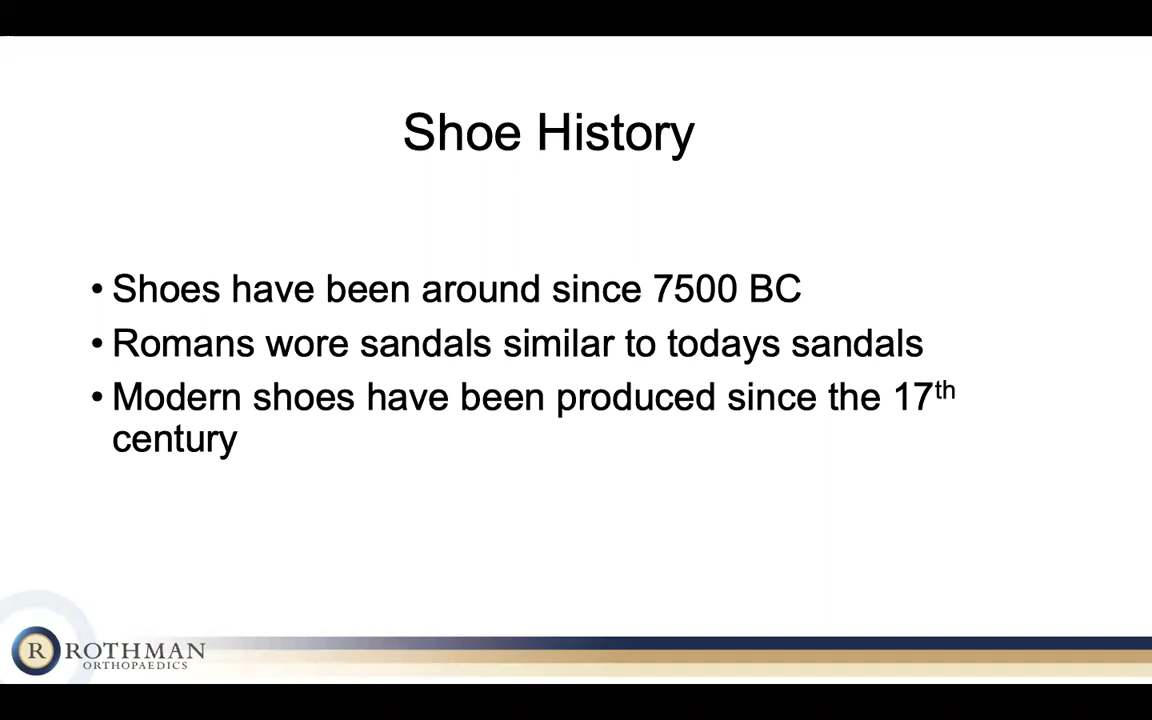 Shoe History
• Shoes have been around since 7500 BC
• Romans wore sandals similar to todays sandals
• Modern shoes have been produced since the 17th
century
R ROTHMAN
ORTHOPAEDICS